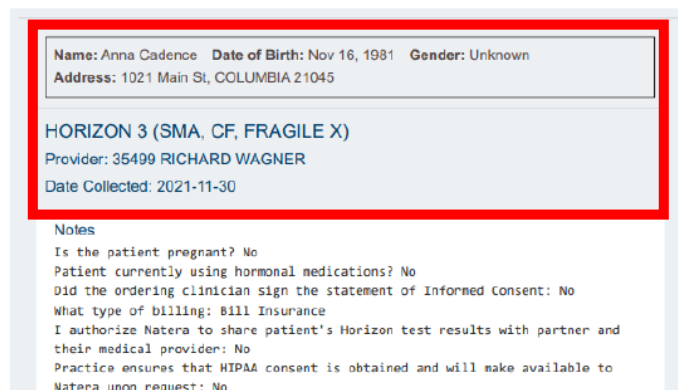 Name: Anna Cadence Date of Birth: Nov 16, 1981 Gender: Unknown
Address: 1021 Main St, COLUMBIA 21045
HORIZON 3 (SMA, CF, FRAGILE X)
Provider: 35499 RICHARD WAGNER
Date Collected: 2021-11-30
Notes
Is the patient pregnant? No
Patient currently using hormonal medications? No
Did the ordering clinician sign the statement of Informed Consent: No
What type of billing: Bill Insurance
I authorize Natera to share patient's Horizon test results with partner and
their medical provider: No
Practice ensures that HIPAA consent is obtained and will make available to
Natera upon request: No